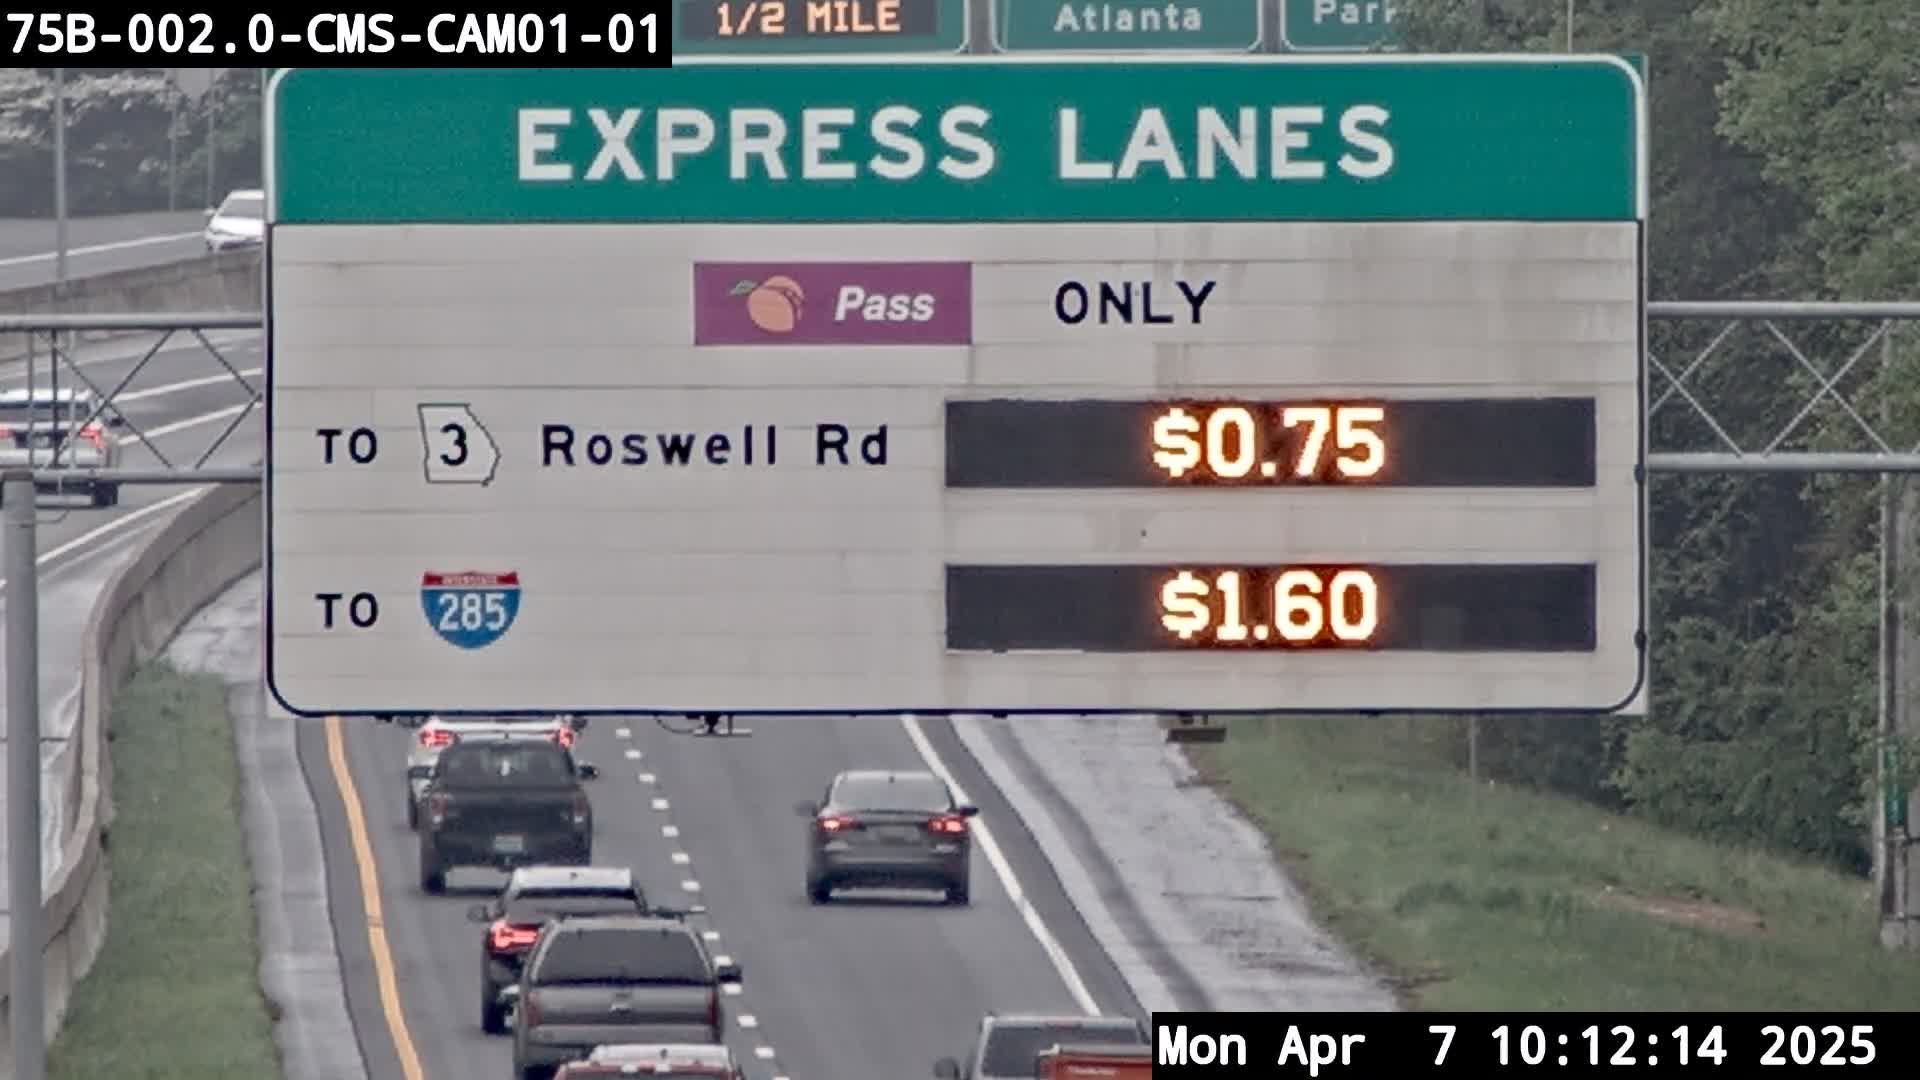 75B-002.0-CMS-CAM01-01
1/2 MILE
Atlanta
EXPRESS LANES
Pass ONLY
TO 3 Roswell Rd $0.75
TO 285 $1.60
Mon Apr 7 10:12:14 2025